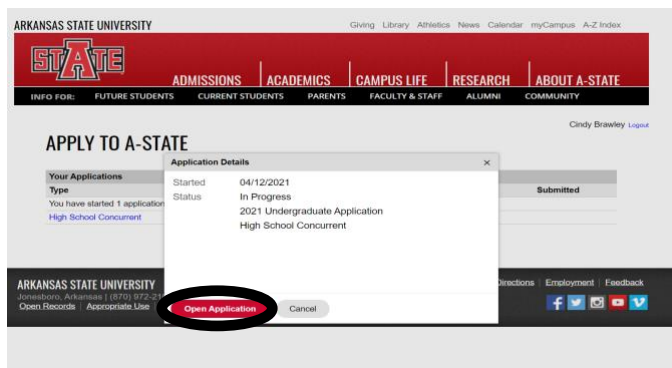 ARKANSAS STATE UNIVERSITY
Giving Library Athletics News Calendar myCampus A-Z Index
STATE
ADMISSIONS ACADEMICS CAMPUS LIFE RESEARCH ABOUT A-STATE
INFO FOR: FUTURE STUDENTS CURRENT STUDENTS PARENTS FACULTY & STAFF ALUMNI COMMUNITY
Cindy Brawley Logout
APPLY TO A-STATE
Your Applications
Type Submitted
You have started 1 application
High School Concurrent
Application Details ×
Started 04/12/2021
Status In Progress
2021 Undergraduate Application
High School Concurrent
Open Application Cancel
ARKANSAS STATE UNIVERSITY
Directions Employment Feedback
Jonesboro, Arkansas | (870) 972-21
Open Records Appropriate Use